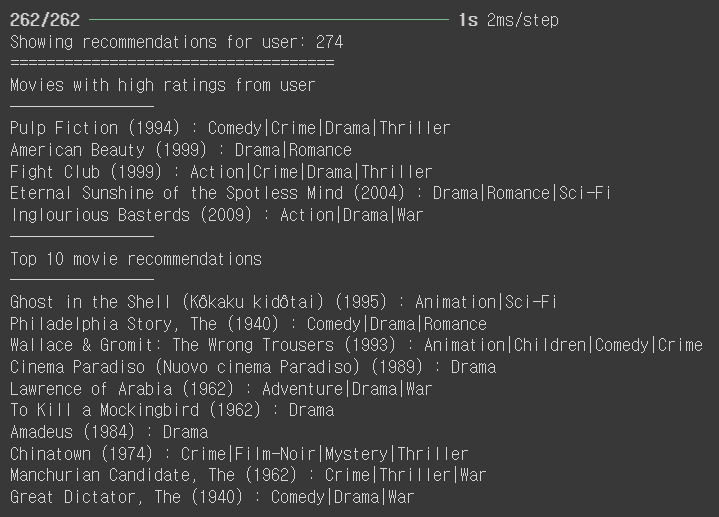 262/262 ━━━━━━━━━━━━━━━━━━━━ 1s 2ms/step
Showing recommendations for user: 274
====================================
Movies with high ratings from user
--------------------------------
Pulp Fiction (1994) : Comedy|Crime|Drama|Thriller
American Beauty (1999) : Drama|Romance
Fight Club (1999) : Action|Crime|Drama|Thriller
Eternal Sunshine of the Spotless Mind (2004) : Drama|Romance|Sci-Fi
Inglourious Basterds (2009) : Action|Drama|War
--------------------------------
Top 10 movie recommendations
--------------------------------
Ghost in the Shell (Kôkaku kidôtai) (1995) : Animation|Sci-Fi
Philadelphia Story, The (1940) : Comedy|Drama|Romance
Wallace & Gromit: The Wrong Trousers (1993) : Animation|Children|Comedy|Crime
Cinema Paradiso (Nuovo cinema Paradiso) (1989) : Drama
Lawrence of Arabia (1962) : Adventure|Drama|War
To Kill a Mockingbird (1962) : Drama
Amadeus (1984) : Drama
Chinatown (1974) : Crime|Film-Noir|Mystery|Thriller
Manchurian Candidate, The (1962) : Crime|Thriller|War
Great Dictator, The (1940) : Comedy|Drama|War